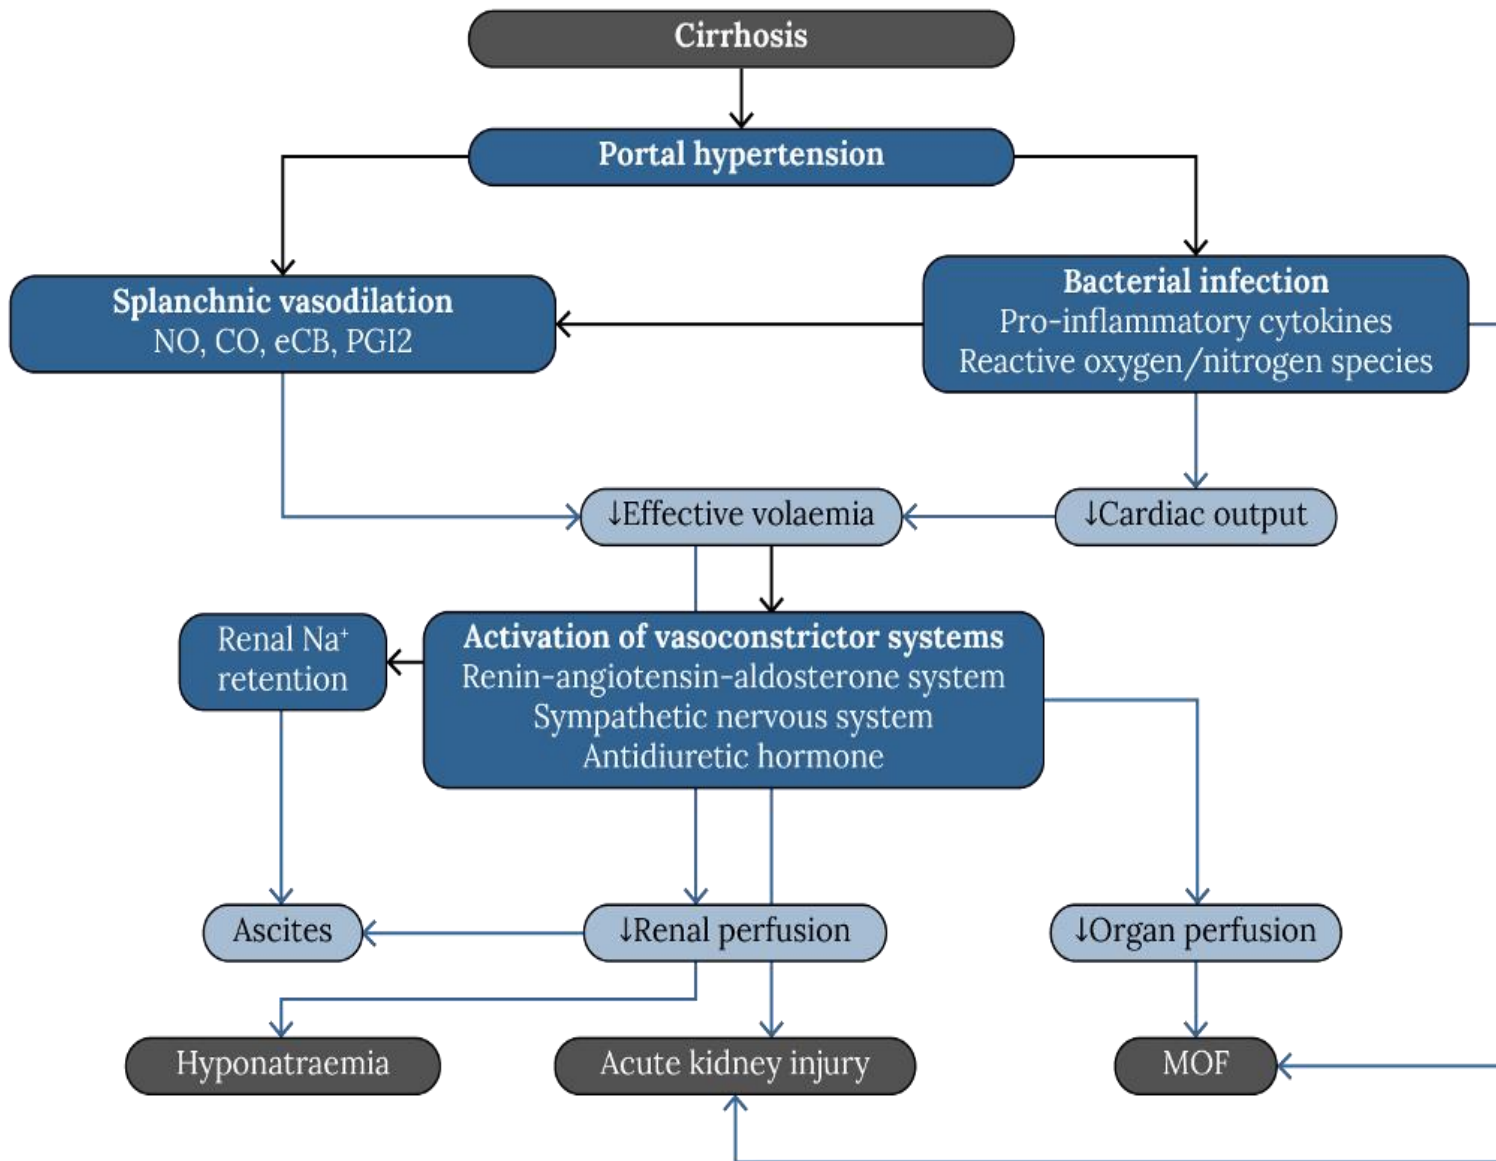 Cirrhosis
Portal hypertension
Splanchnic vasodilation
NO, CO, eCB, PGI2
Bacterial infection
Pro-inflammatory cytokines
Reactive oxygen/nitrogen species
↓Effective volaemia
↓Cardiac output
Renal Na⁺
retention
Activation of vasoconstrictor systems
Renin-angiotensin-aldosterone system
Sympathetic nervous system
Antidiuretic hormone
Ascites
↓Renal perfusion
↓Organ perfusion
Hyponatraemia
Acute kidney injury
MOF